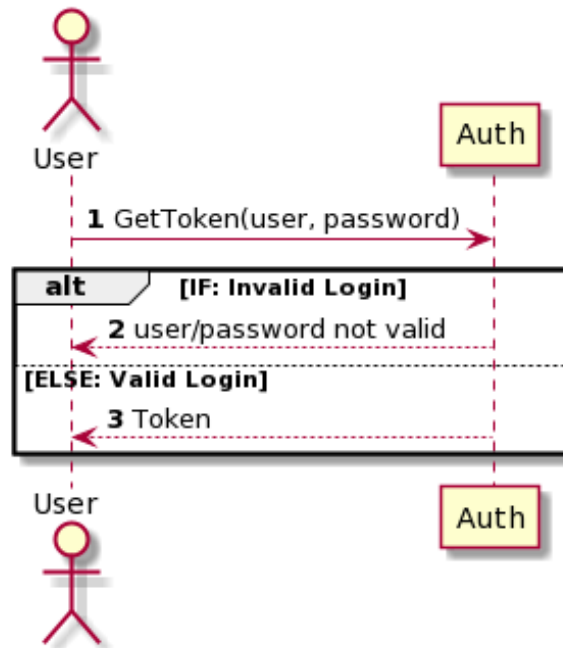 User
Auth
1 GetToken(user, password)
alt [IF: Invalid Login]
2 user/password not valid
[ELSE: Valid Login]
3 Token
User
Auth